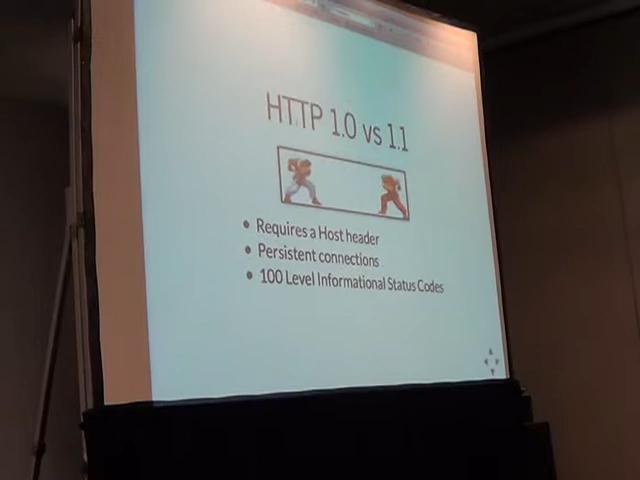 HTTP 1.0 vs 1.1
Requires a Host header
Persistent connections
100 Level Informational Status Codes